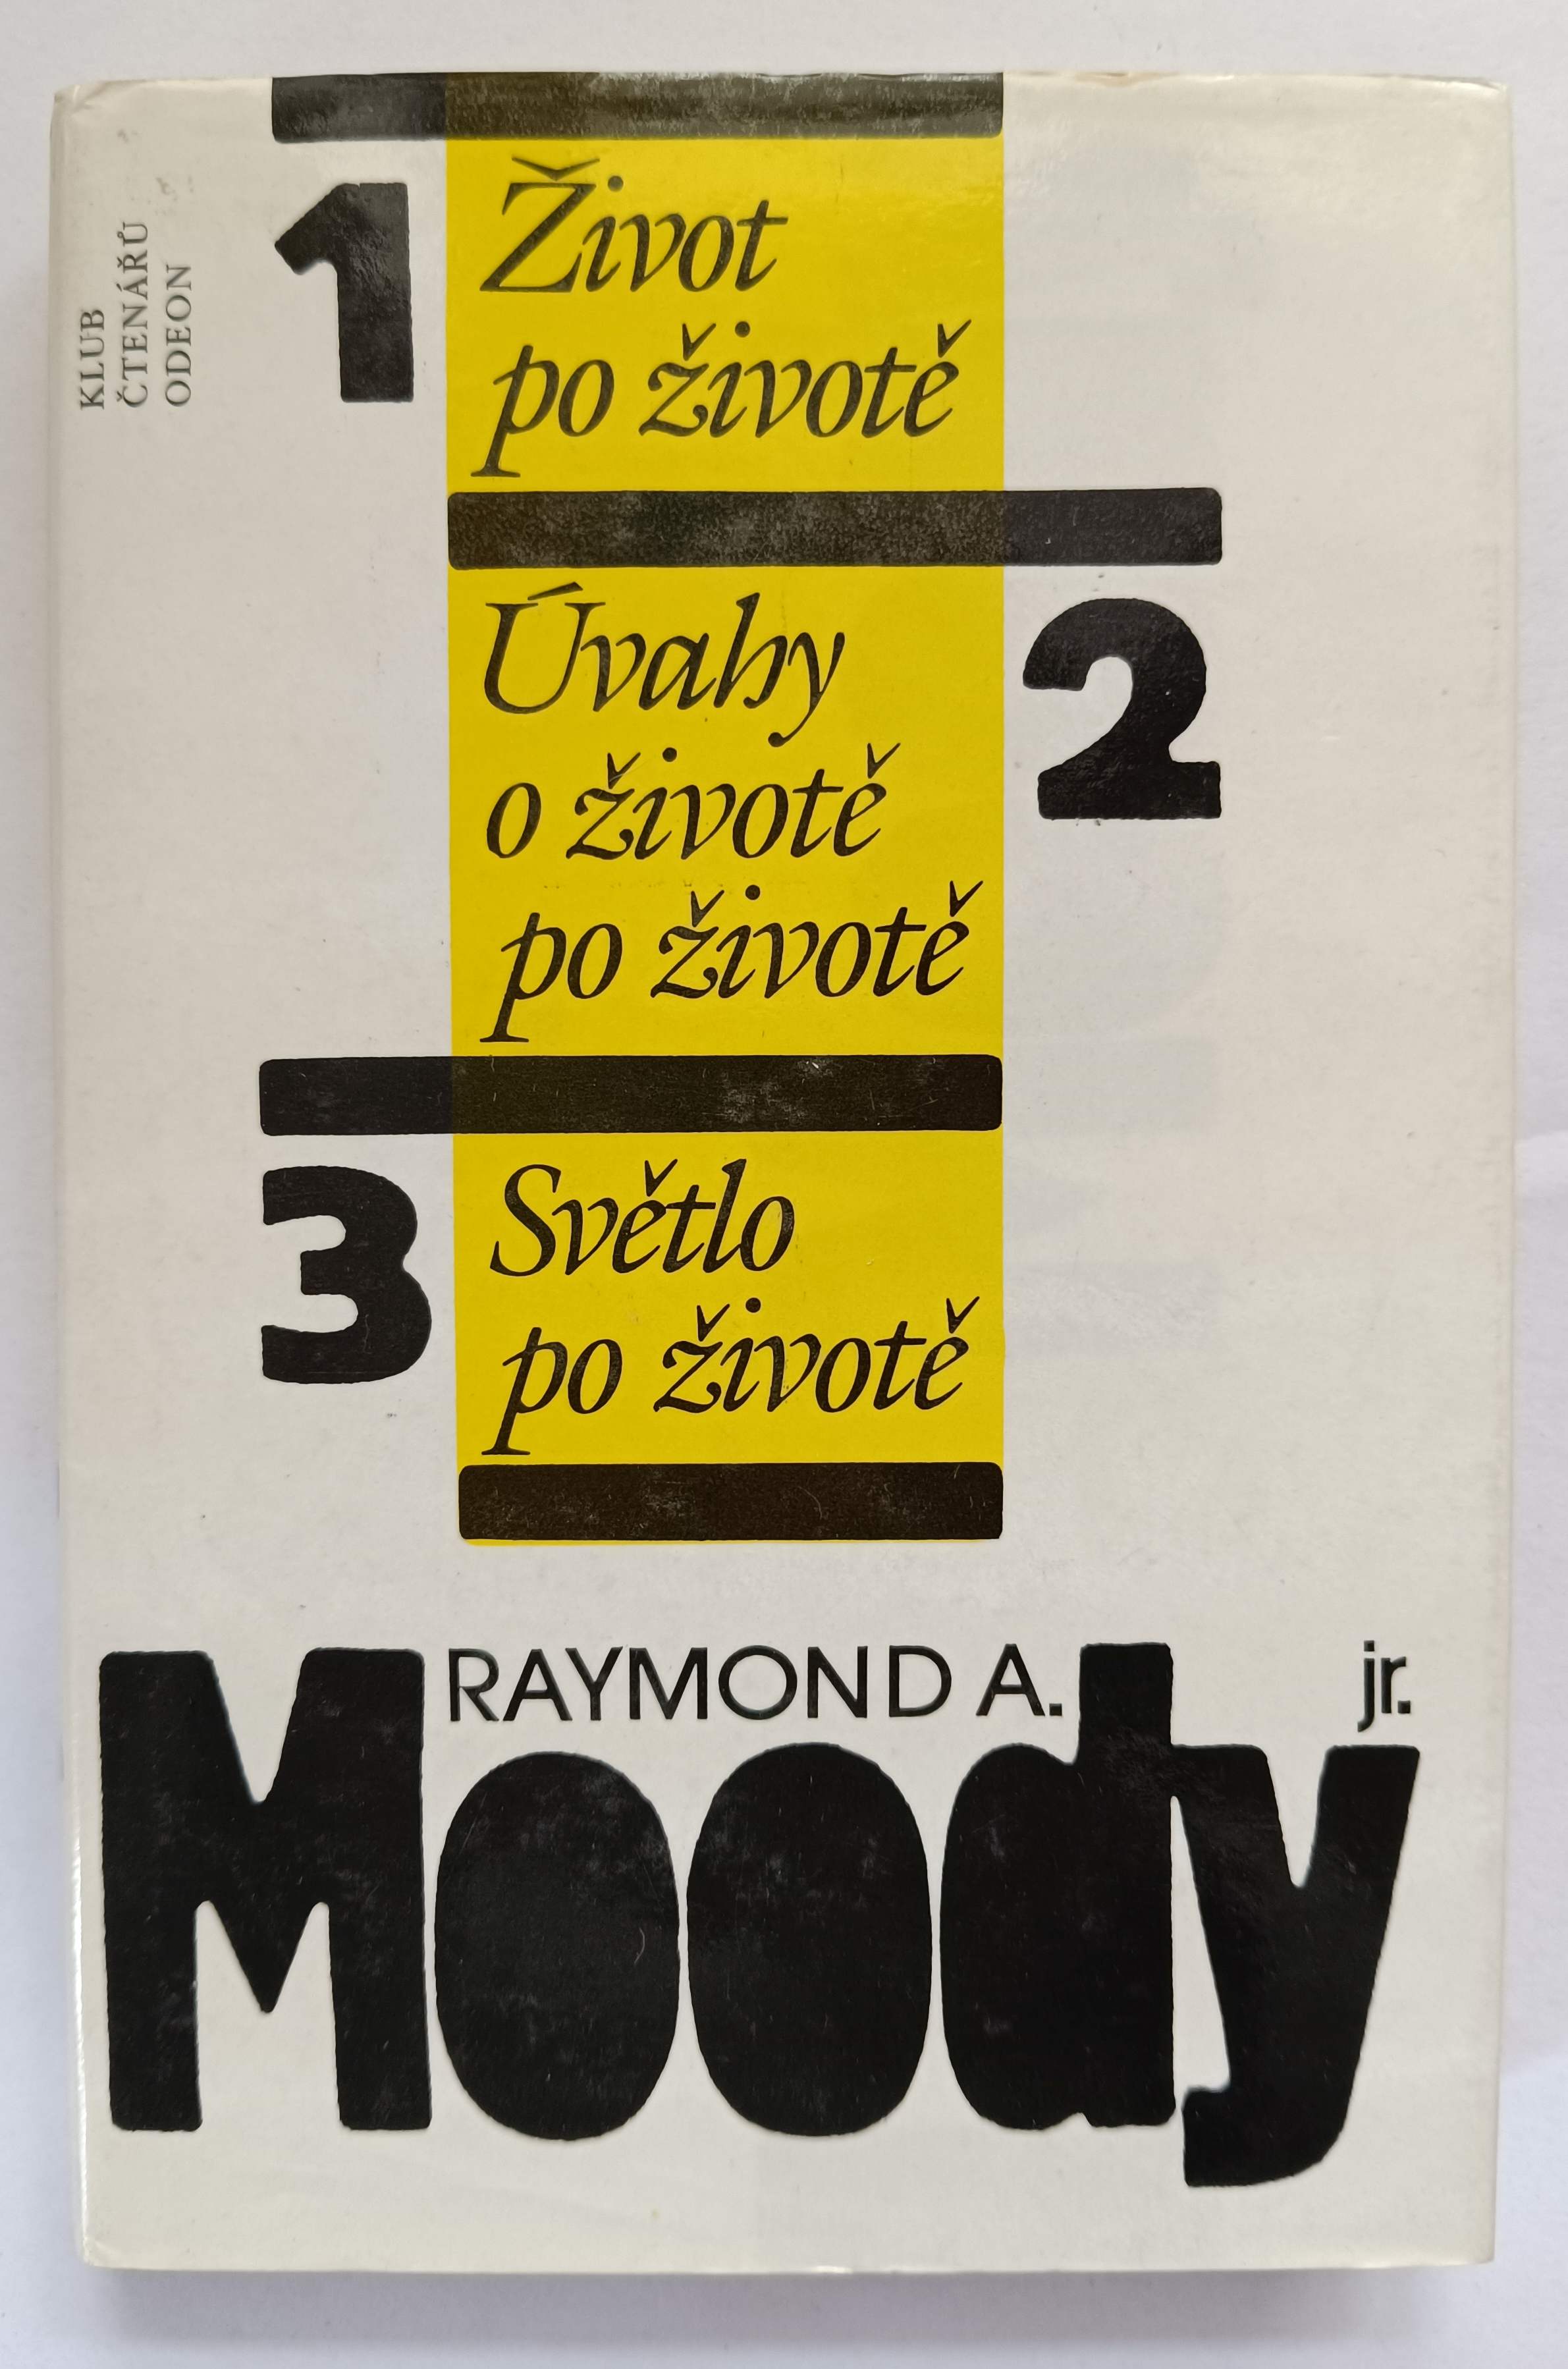 KLUB
ČTENÁŘŮ
ODEON
1
Život
po životě
2
Úvahy
o životě
po životě
3
Světlo
po životě
RAYMOND A.
Moody
jr.